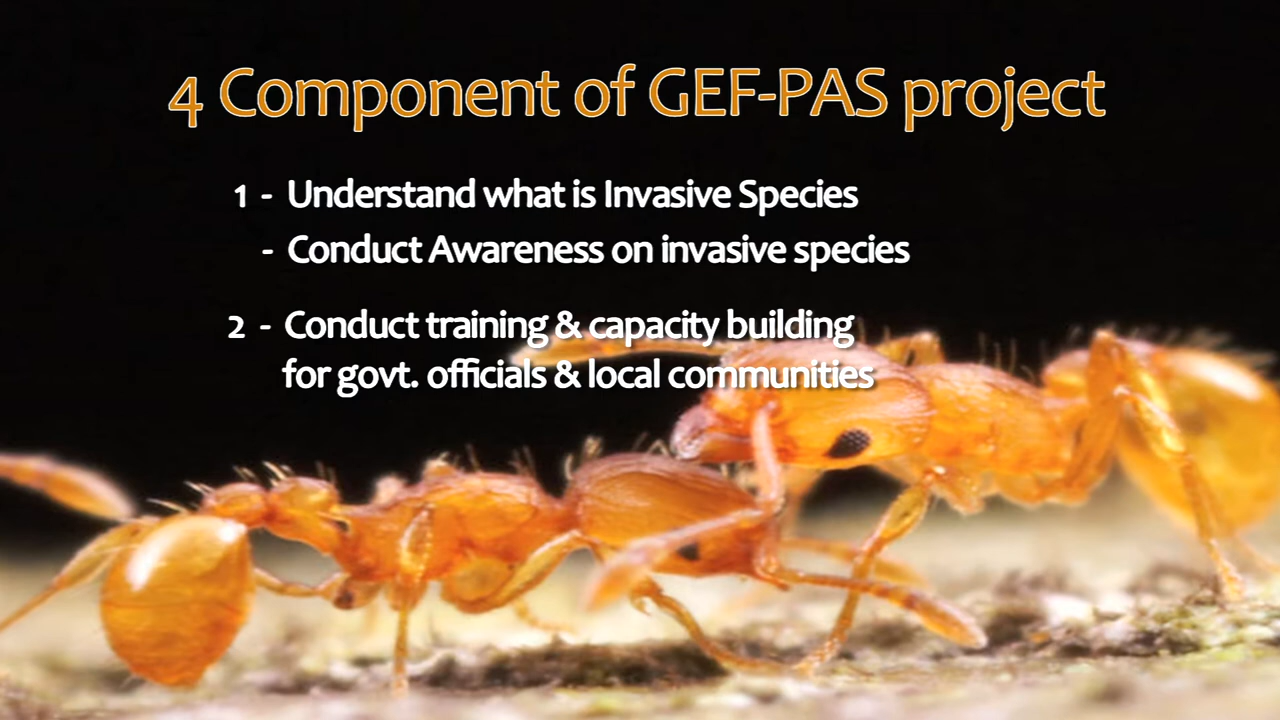 4 Component of GEF-PAS project
1 - Understand what is Invasive Species
- Conduct Awareness on invasive species
2 - Conduct training & capacity building
for govt. officials & local communities